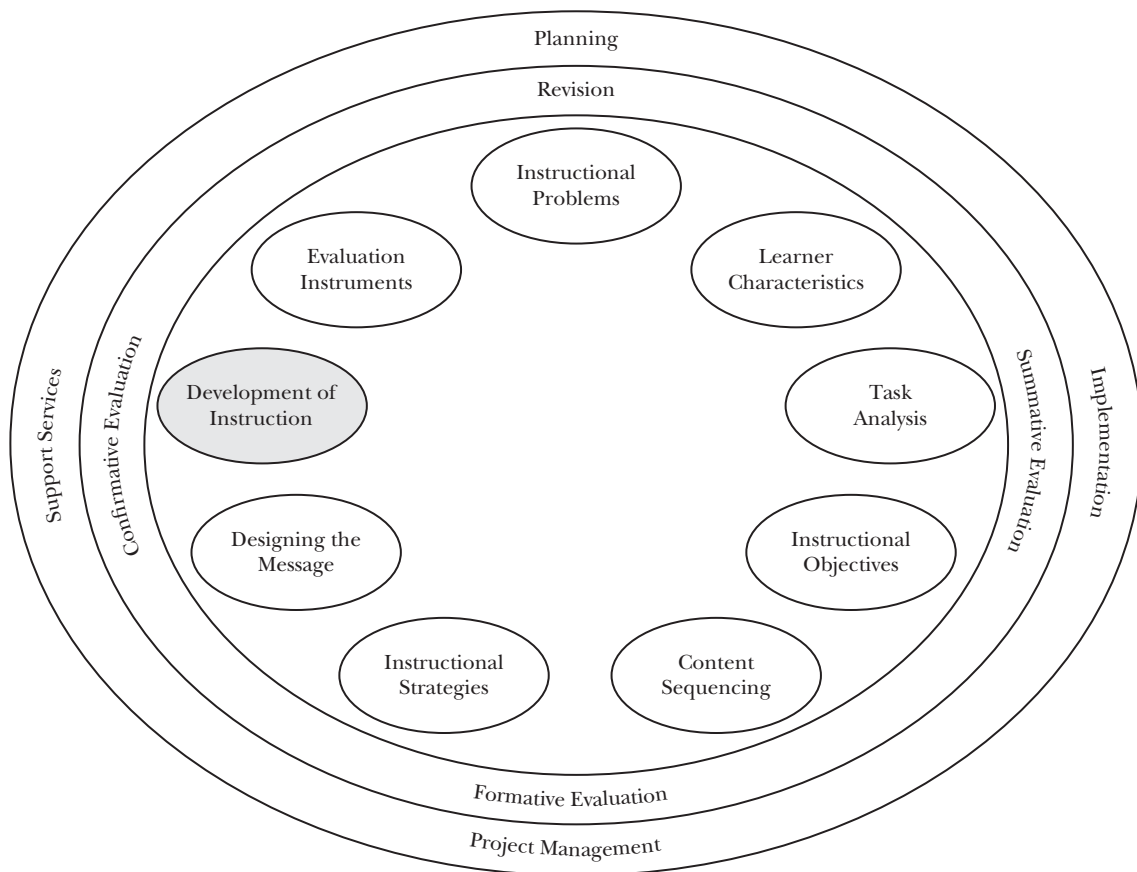 Planning
Revision
Instructional
Problems
Evaluation
Instruments
Learner
Characteristics
Development of
Instruction
Task
Analysis
Support Services
Confirmative Evaluation
Summative Evaluation
Implementation
Designing the
Message
Instructional
Objectives
Instructional
Strategies
Content
Sequencing
Formative Evaluation
Project Management